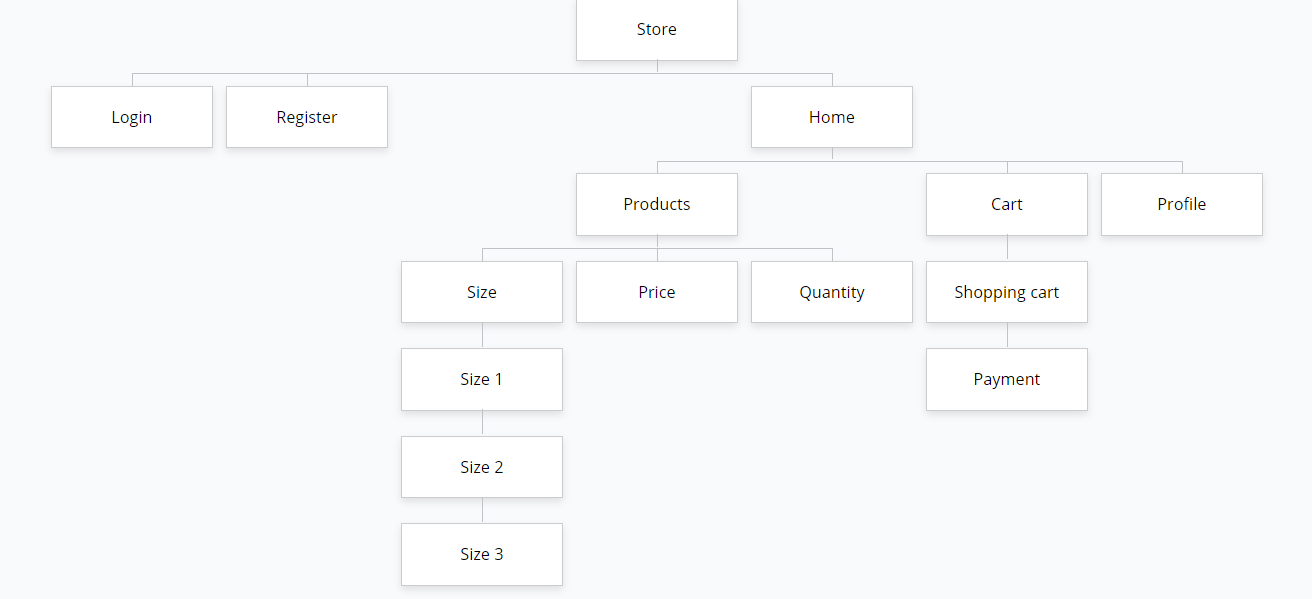 Store
Login
Register
Home
Products
Cart
Profile
Size
Price
Quantity
Shopping cart
Size 1
Payment
Size 2
Size 3